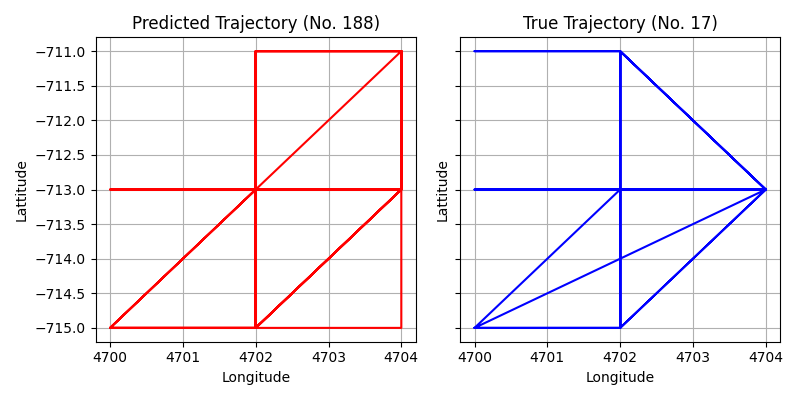 Predicted Trajectory (No. 188)
True Trajectory (No. 17)
Lattitude
−711.0
−711.5
−712.0
−712.5
−713.0
−713.5
−714.0
−714.5
−715.0
4700 4701 4702 4703 4704
Longitude
Lattitude
4700 4701 4702 4703 4704
Longitude